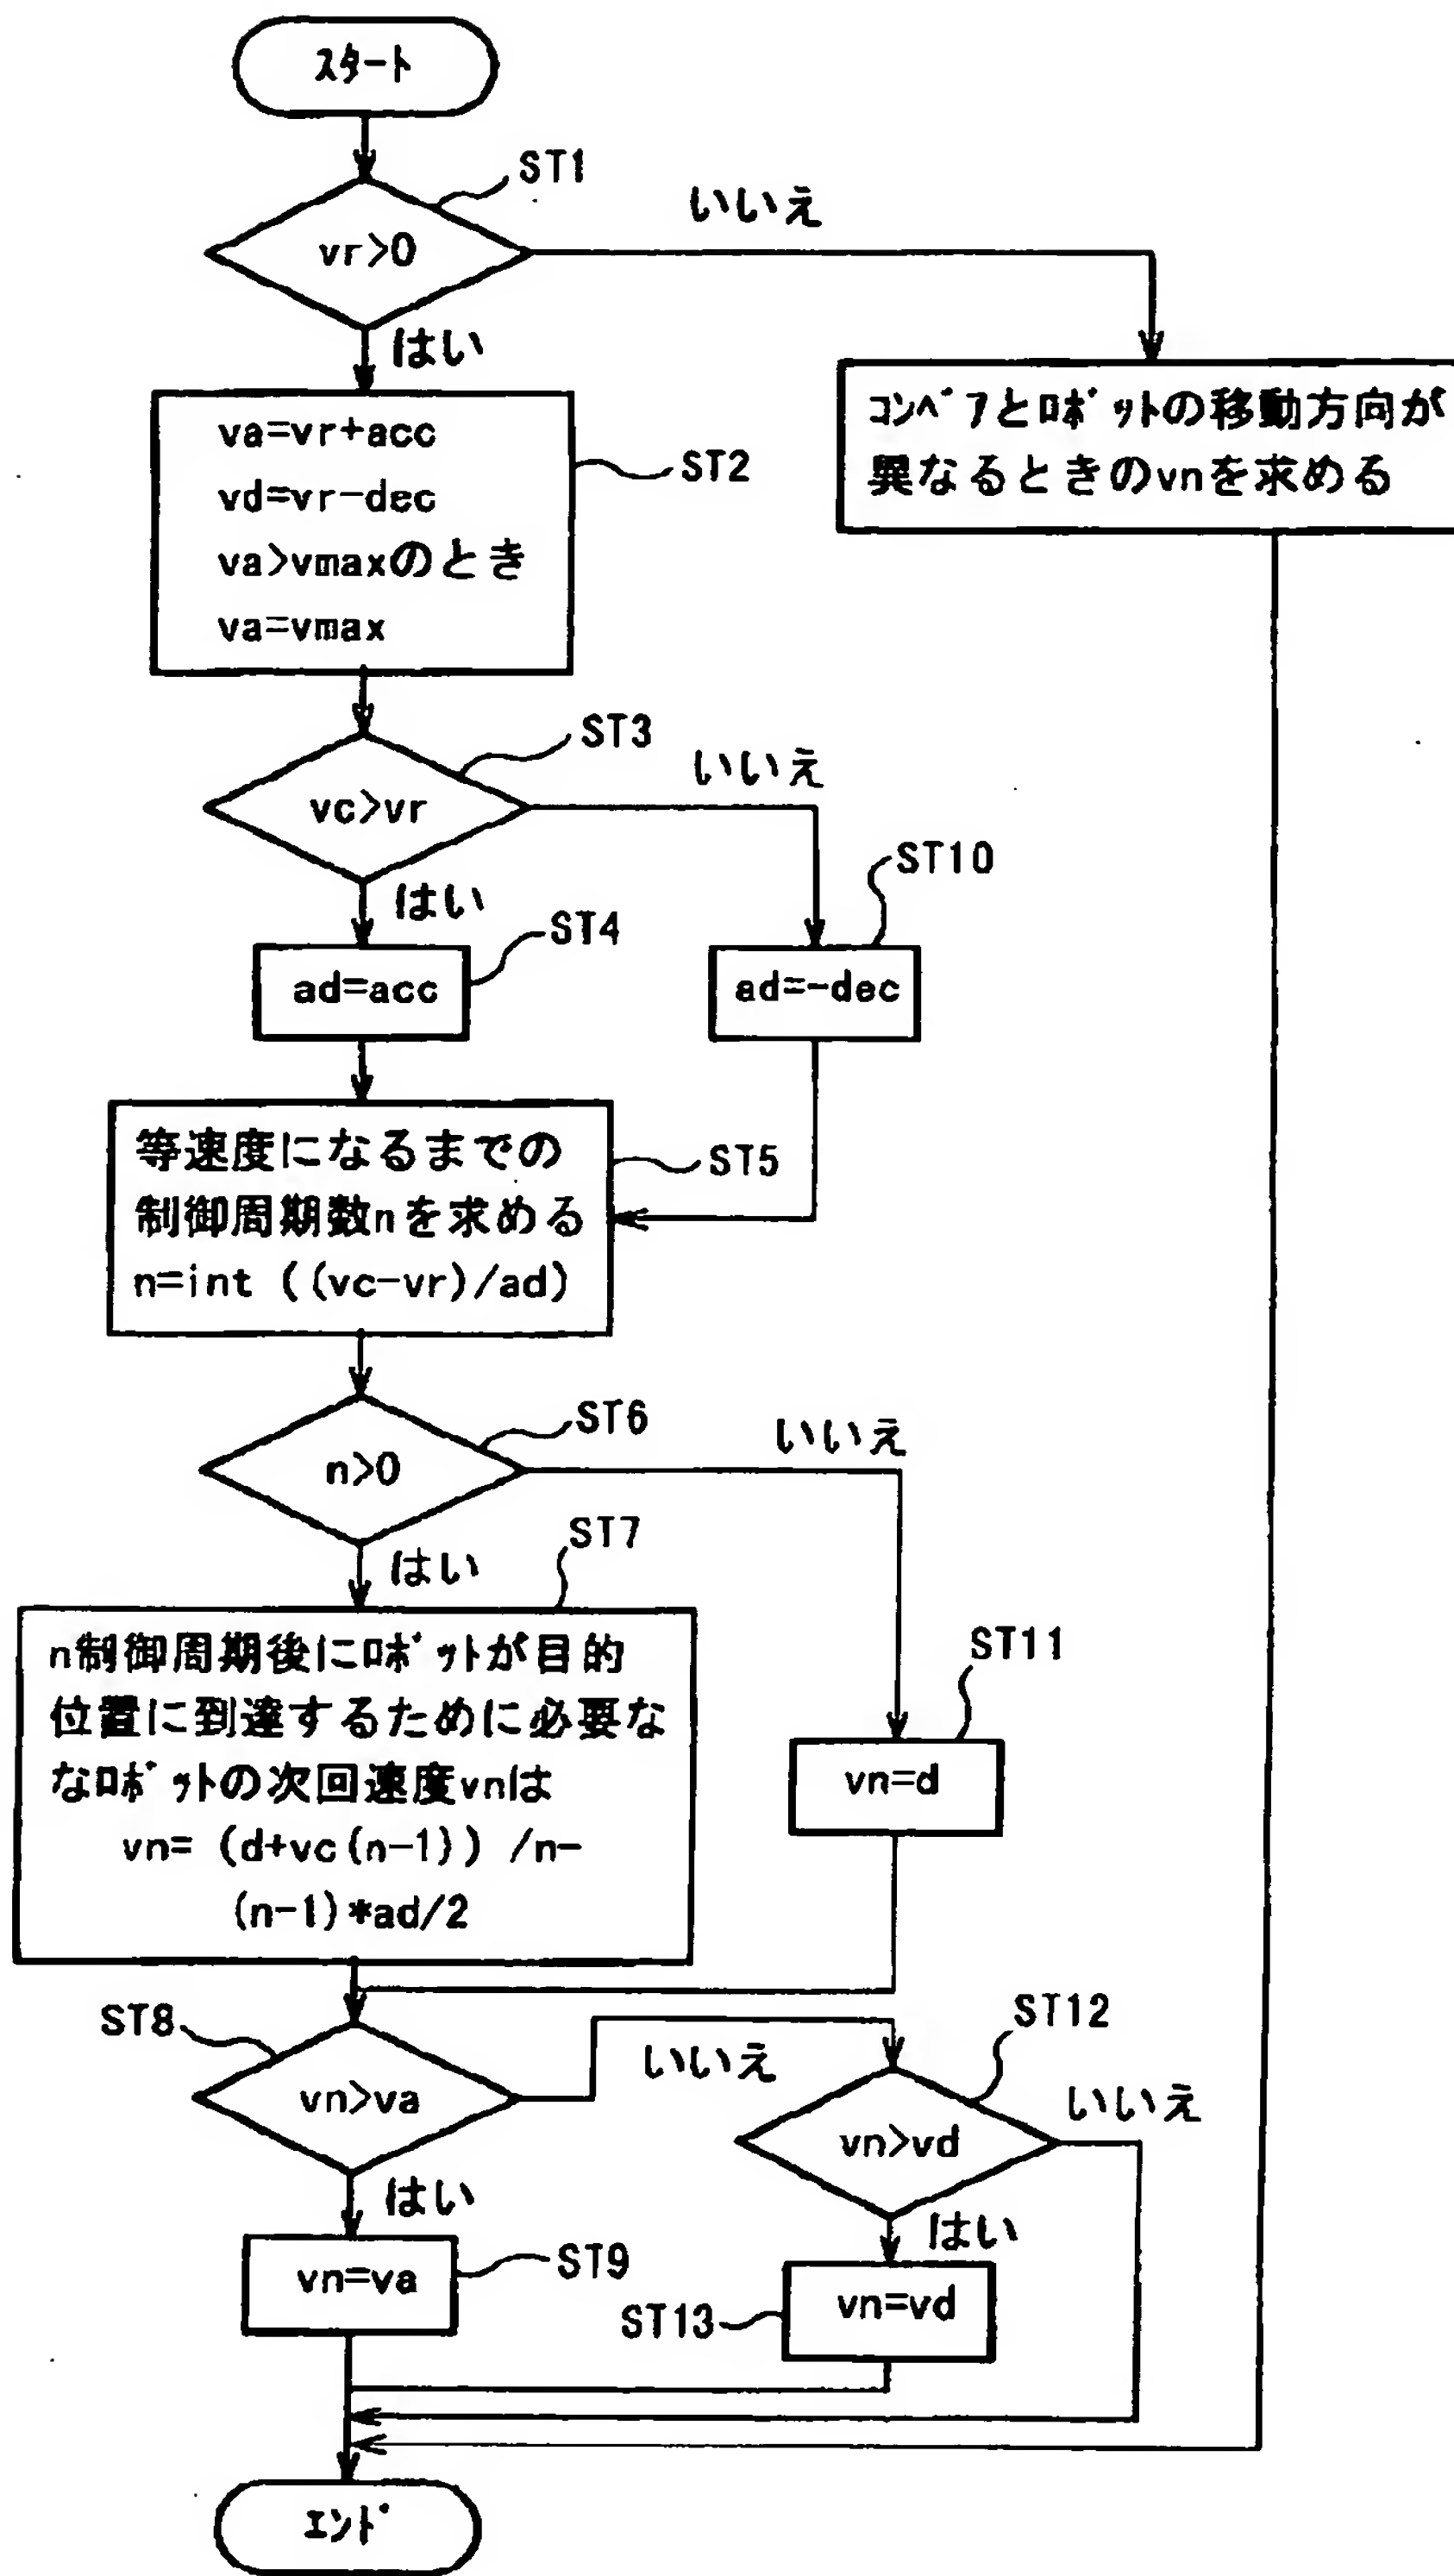 スタート
ST1
vr>0
いいえ
はい
コンベアとロボットの移動方向が
異なるときのvnを求める
va=vr+acc
vd=vr-dec
va>vmaxのとき
va=vmax
ST2
ST3
vc>vr
いいえ
はい
ST10
ad=-dec
ST4
ad=acc
等速度になるまでの
制御周期数nを求める
n=int ((vc-vr)/ad)
ST5
ST6
n>0
いいえ
はい
ST7
n制御周期後にロボットが目的
位置に到達するために必要な
なロボットの次回速度vnは
vn= (d+vc(n-1)) /n-
(n-1)*ad/2
ST11
vn=d
ST8
vn>va
いいえ
はい
ST12
vn>vd
いいえ
はい
vn=va
ST9
ST13
vn=vd
エンド